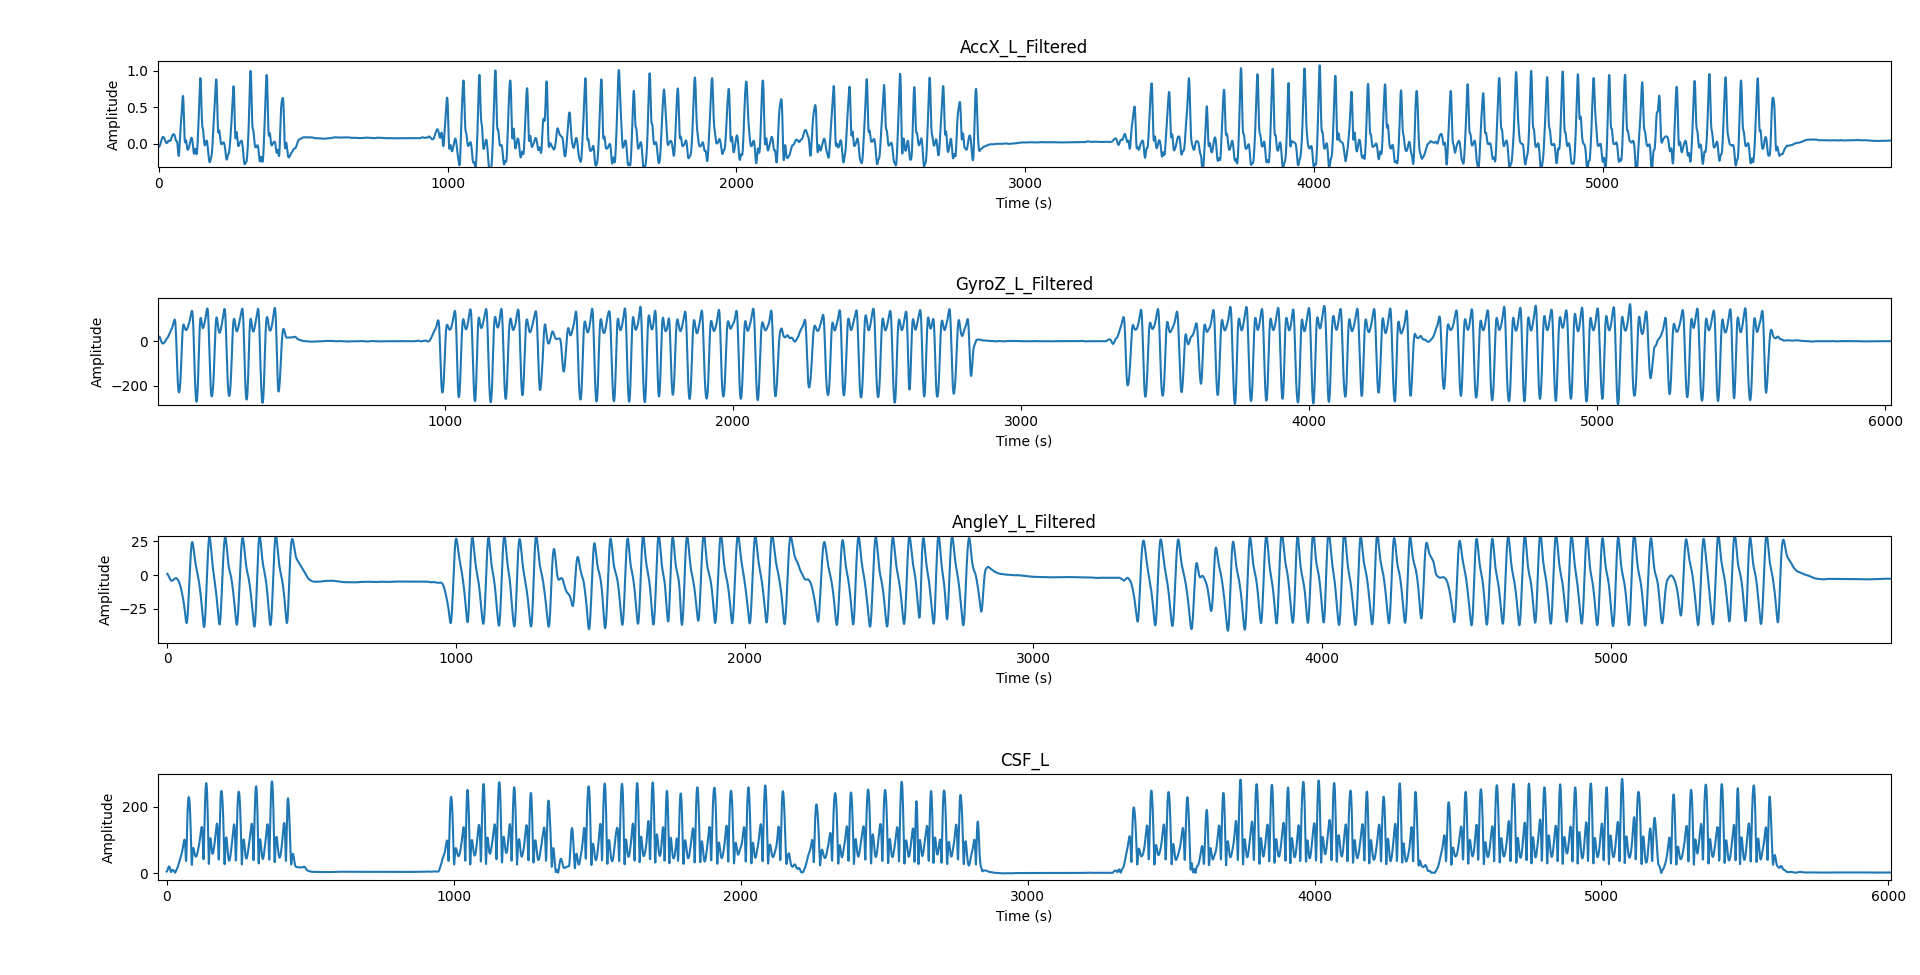 AccX_L_Filtered
Amplitude
1.0
0.5
0.0
0 1000 2000 3000 4000 5000
Time (s)
GyroZ_L_Filtered
Amplitude
0
−200
1000 2000 3000 4000 5000 6000
Time (s)
AngleY_L_Filtered
Amplitude
25
0
−25
0 1000 2000 3000 4000 5000
Time (s)
CSF_L
Amplitude
200
0
0 1000 2000 3000 4000 5000 6000
Time (s)